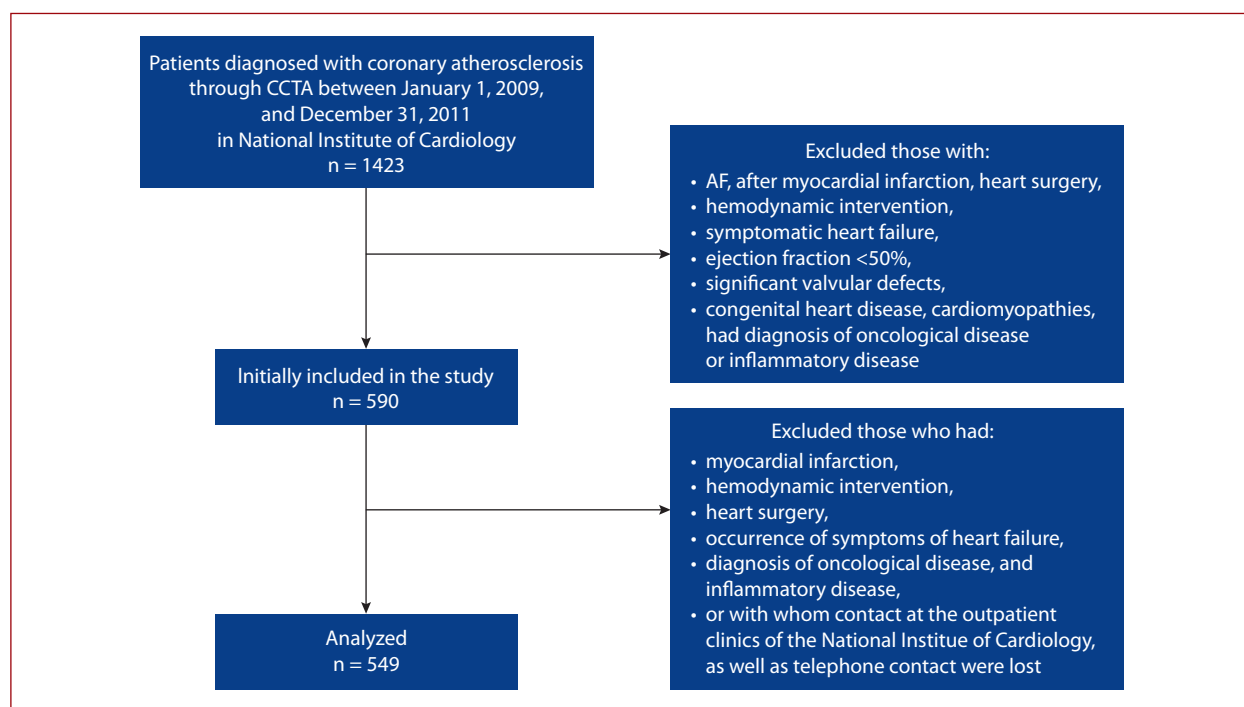 Patients diagnosed with coronary atherosclerosis
through CCTA between January 1, 2009,
and December 31, 2011
in National Institute of Cardiology
n = 1423
Excluded those with:
• AF, after myocardial infarction, heart surgery,
• hemodynamic intervention,
• symptomatic heart failure,
• ejection fraction <50%,
• significant valvular defects,
• congenital heart disease, cardiomyopathies,
had diagnosis of oncological disease
or inflammatory disease
Initially included in the study
n = 590
Excluded those who had:
• myocardial infarction,
• hemodynamic intervention,
• heart surgery,
• occurrence of symptoms of heart failure,
• diagnosis of oncological disease, and
inflammatory disease,
• or with whom contact at the outpatient
clinics of the National Institue of Cardiology,
as well as telephone contact were lost
Analyzed
n = 549